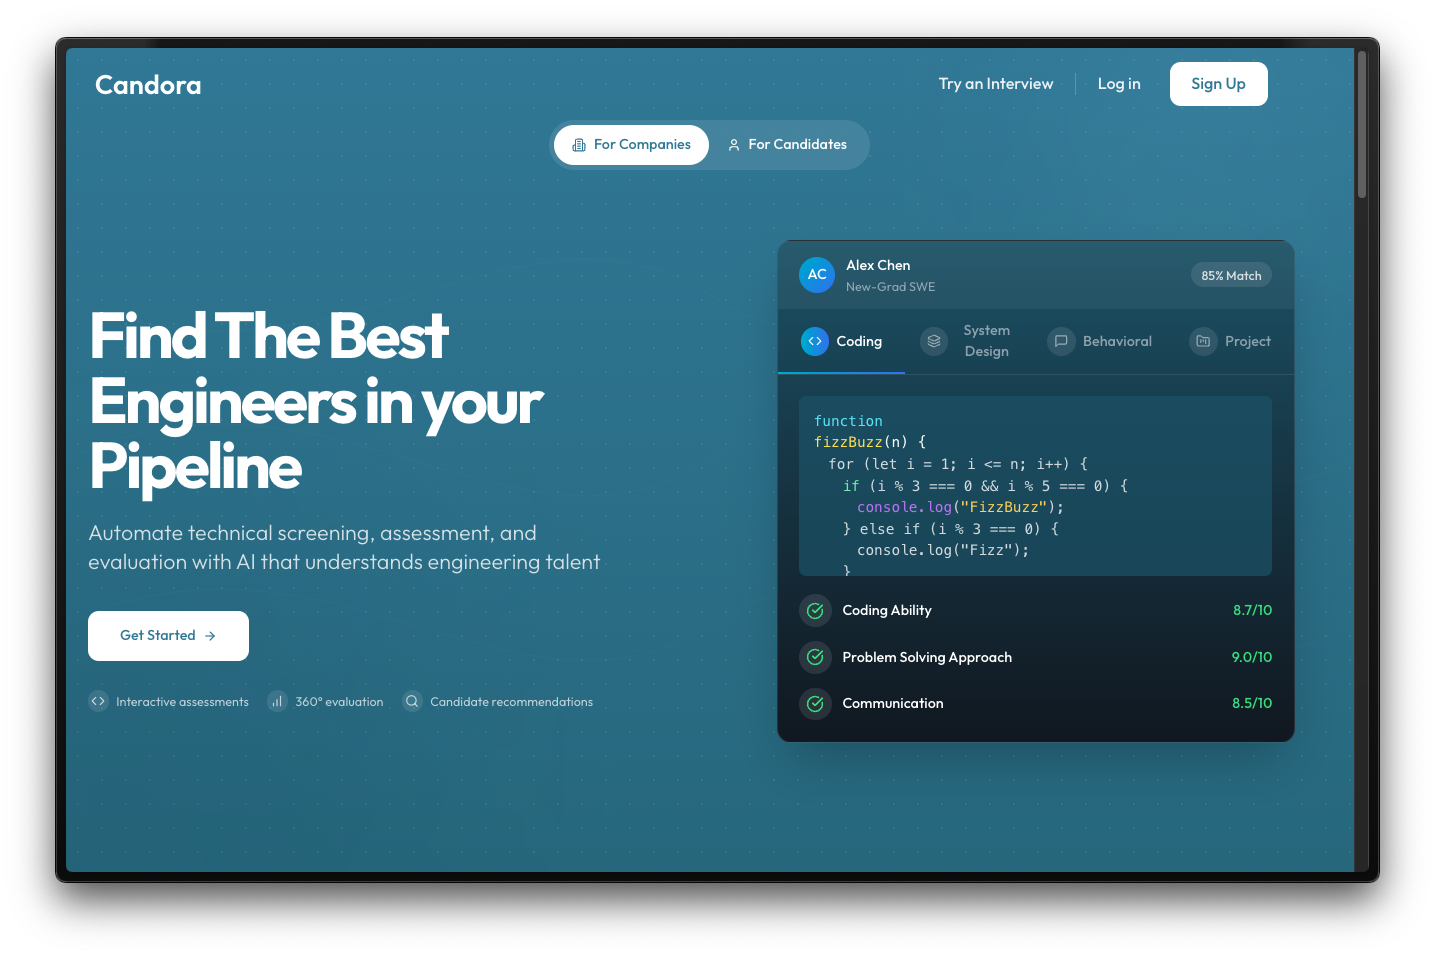 Candora
Try an Interview
Log in
Sign Up
For Companies
For Candidates
Find The Best
Engineers in your
Pipeline
Automate technical screening, assessment, and
evaluation with AI that understands engineering talent
Get Started →
Interactive assessments
360° evaluation
Candidate recommendations
AC
Alex Chen
New-Grad SWE
85% Match
Coding
System
Design
Behavioral
Project
function
fizzBuzz(n) {
for (let i = 1; i <= n; i++) {
if (i % 3 === 0 && i % 5 === 0) {
console.log("FizzBuzz");
} else if (i % 3 === 0) {
console.log("Fizz");
}
Coding Ability
8.7/10
Problem Solving Approach
9.0/10
Communication
8.5/10